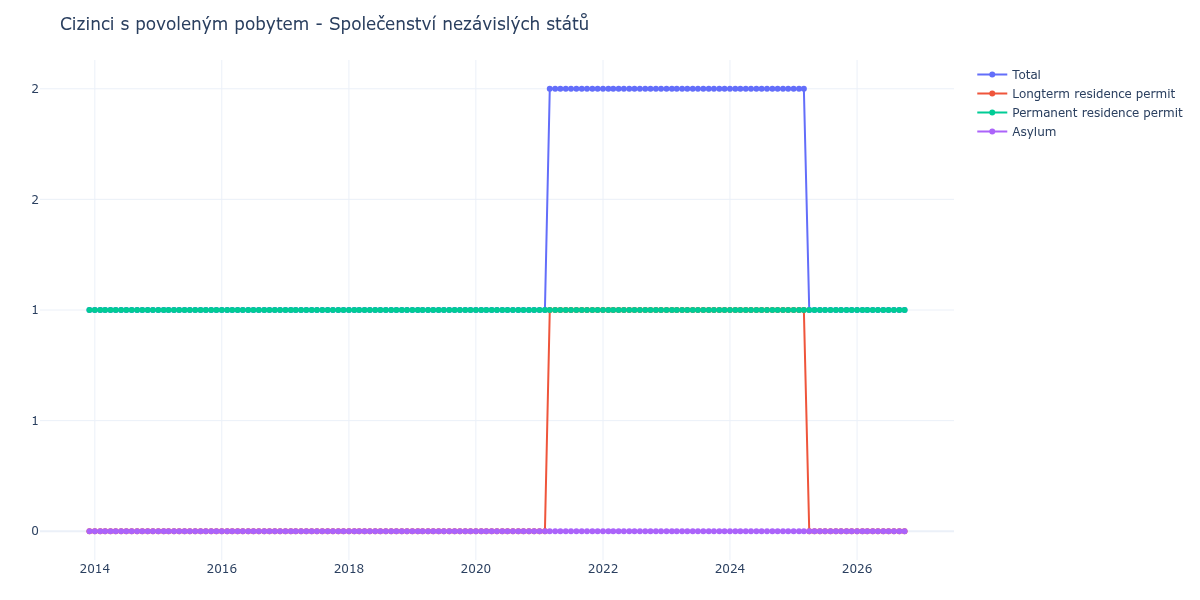 Cizinci s povoleným pobytem - Společenství nezávislých států
Total
Longterm residence permit
Permanent residence permit
Asylum
2
2
1
1
0
2014
2016
2018
2020
2022
2024
2026